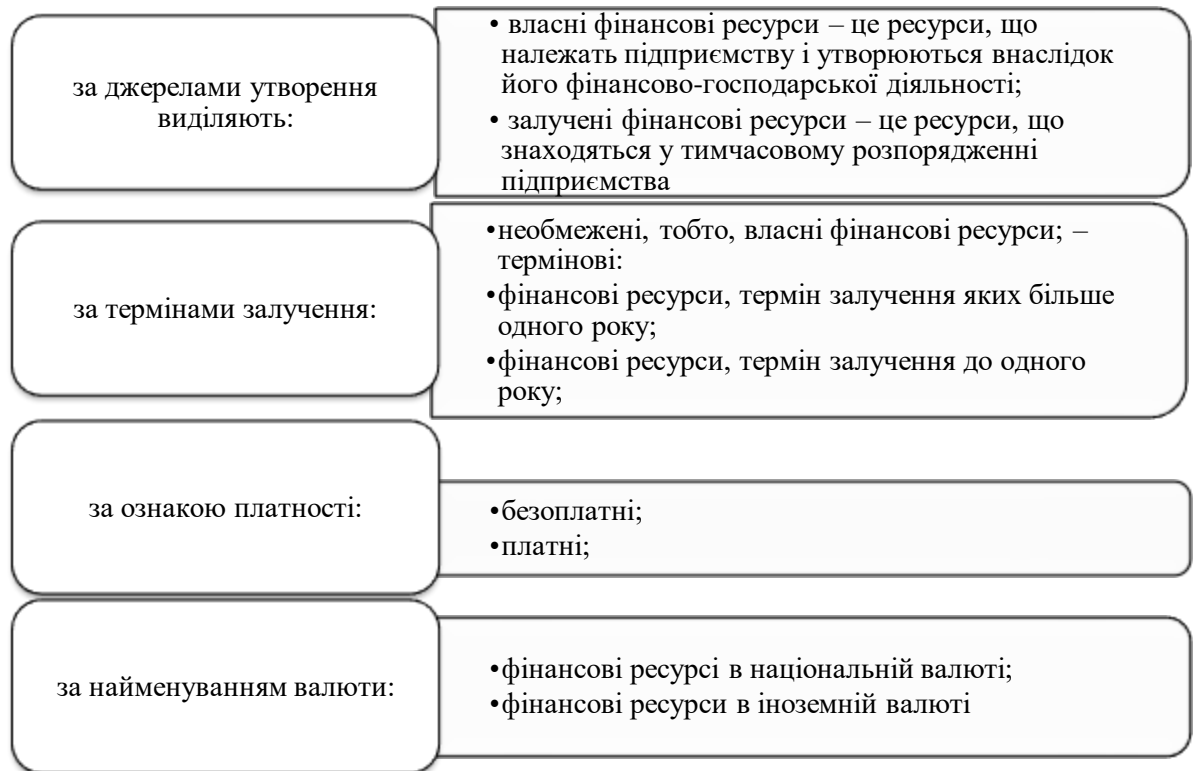 за джерелами утворення
виділяють:
• власні фінансові ресурси – це ресурси, що
належать підприємству і утворюються внаслідок
його фінансово-господарської діяльності;
• залучені фінансові ресурси – це ресурси, що
знаходяться у тимчасовому розпорядженні
підприємства
за термінами залучення:
•необмежені, тобто, власні фінансові ресурси; –
термінові:
•фінансові ресурси, термін залучення яких більше
одного року;
•фінансові ресурси, термін залучення до одного
року;
за ознакою платності:
•безоплатні;
•платні;
за найменуванням валюти:
•фінансові ресурсі в національній валюті;
•фінансові ресурси в іноземній валюті